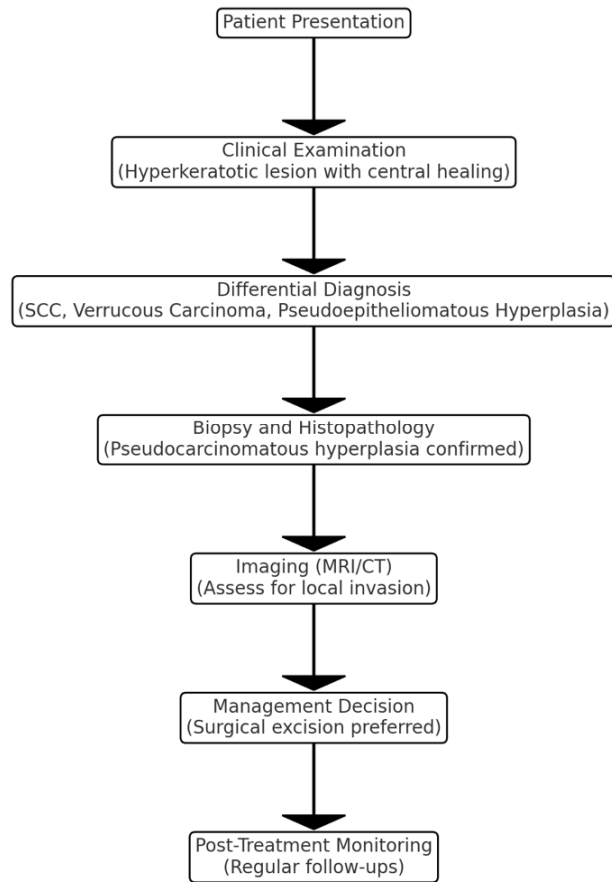 Patient Presentation
Clinical Examination
(Hyperkeratotic lesion with central healing)
Differential Diagnosis
(SCC, Verrucous Carcinoma, Pseudoepitheliomatous Hyperplasia)
Biopsy and Histopathology
(Pseudocarcinomatous hyperplasia confirmed)
Imaging (MRI/CT)
(Assess for local invasion)
Management Decision
(Surgical excision preferred)
Post-Treatment Monitoring
(Regular follow-ups)